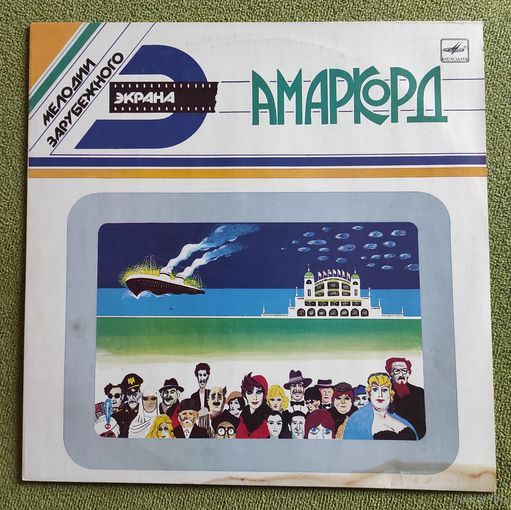 МЕЛОДИИ
ЗАРУБЕЖНОГО
ЭКРАНА
АМАРКОРД
МЕЛОДИЯ